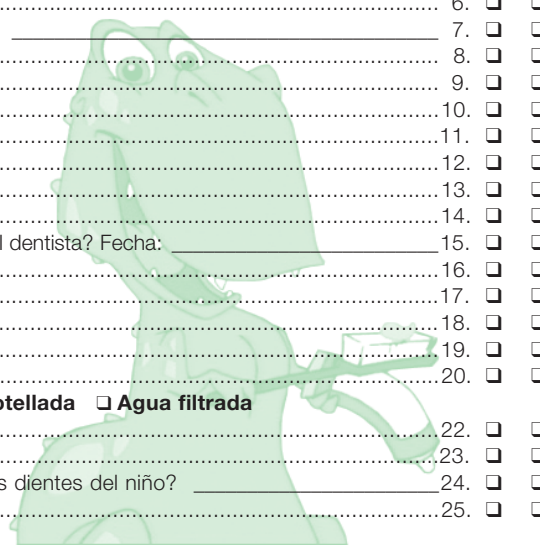 6. ❑ ❑
7. ❑ ❑
8. ❑ ❑
9. ❑ ❑
10. ❑ ❑
11. ❑ ❑
12. ❑ ❑
13. ❑ ❑
14. ❑ ❑
l dentista? Fecha: 15. ❑ ❑
16. ❑ ❑
17. ❑ ❑
18. ❑ ❑
19. ❑ ❑
20. ❑ ❑
otellada ❑ Agua filtrada
22. ❑ ❑
23. ❑ ❑
s dientes del niño? 24. ❑ ❑
25. ❑ ❑